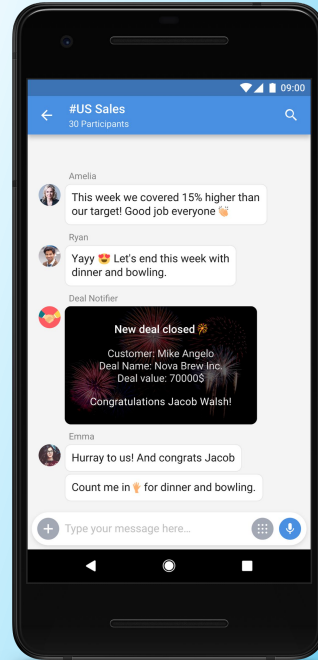 09:00
#US Sales
30 Participants
Amelia
This week we covered 15% higher than
our target! Good job everyone 👏
Ryan
Yayy 😍 Let's end this week with
dinner and bowling.
Deal Notifier
New deal closed 🎇
Customer: Mike Angelo
Deal Name: Nova Brew Inc.
Deal value: 70000$
Congratulations Jacob Walsh!
Emma
Hurray to us! And congrats Jacob
Count me in ✋ for dinner and bowling.
Type your message here...